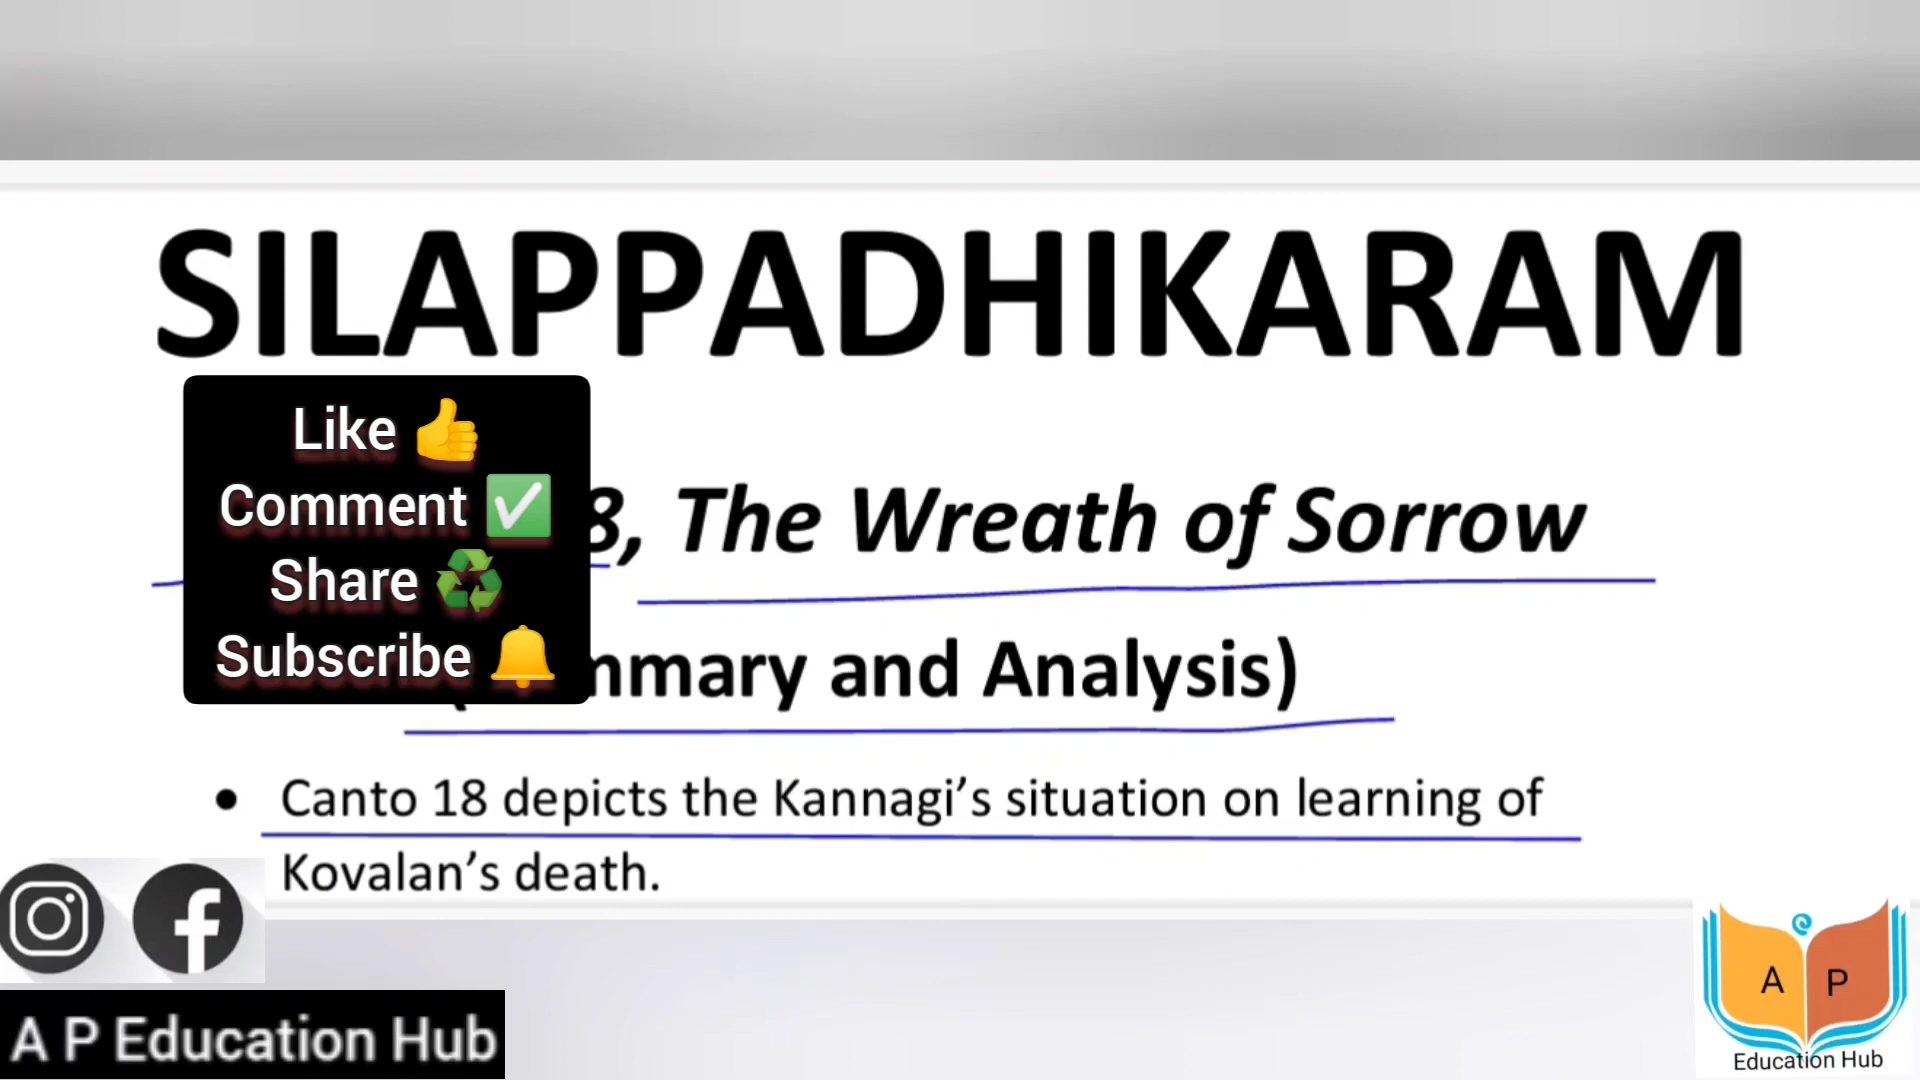 SILAPPADHIKARAM
Like 👍
Comment ✅
Share ♻
Subscribe 🔔
8, The Wreath of Sorrow
and Analysis)
• Canto 18 depicts the Kannagi’s situation on learning of
Kovalan’s death.
A P Education Hub
A P
Education Hub